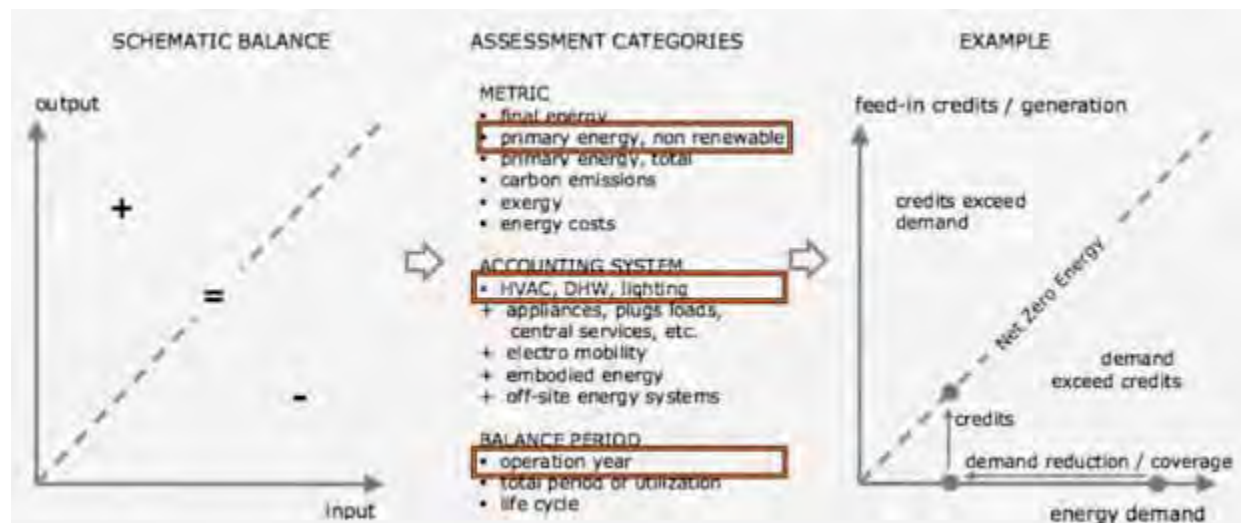 SCHEMATIC BALANCE
output
+
=
-
input
ASSESSMENT CATEGORIES
METRIC
• final energy
• primary energy, non renewable
• primary energy, total
• carbon emissions
• exergy
• energy costs
ACCOUNTING SYSTEM
• HVAC, DHW, lighting
+ appliances, plugs loads,
central services, etc.
+ electro mobility
+ embodied energy
+ off-site energy systems
BALANCE PERIOD
• operation year
• total period of utilization
• life cycle
EXAMPLE
feed-in credits / generation
credits exceed
demand
Net Zero Energy
demand
exceed credits
credits
demand reduction / coverage
energy demand